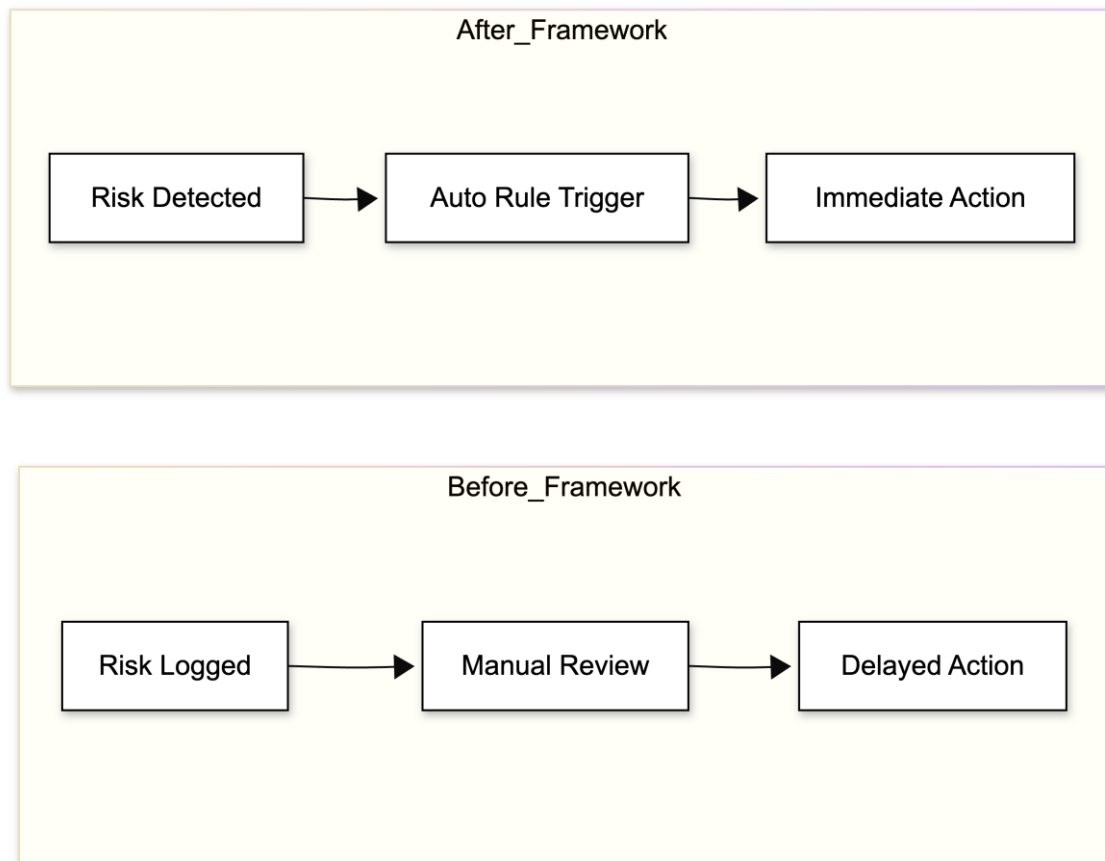 After_Framework
Risk Detected
Auto Rule Trigger
Immediate Action
Before_Framework
Risk Logged
Manual Review
Delayed Action